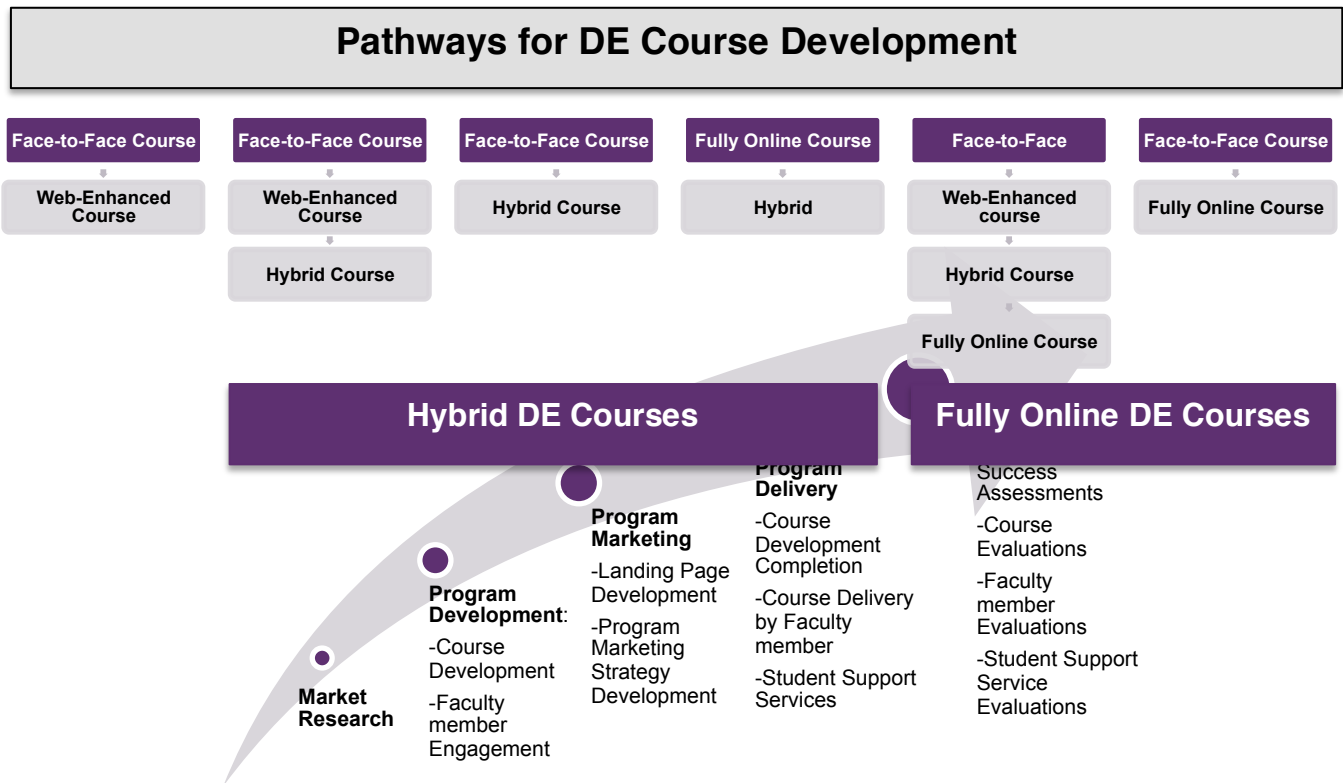 Pathways for DE Course Development
Face-to-Face Course
Web-Enhanced
Course
Face-to-Face Course
Web-Enhanced
Course
Hybrid Course
Face-to-Face Course
Hybrid Course
Fully Online Course
Hybrid
Face-to-Face
Web-Enhanced
course
Hybrid Course
Fully Online Course
Face-to-Face Course
Fully Online Course
Hybrid DE Courses
Fully Online DE Courses
Market
Research
Program
Development:
-Course
Development
-Faculty
member
Engagement
Program
Marketing
-Landing Page
Development
-Program
Marketing
Strategy
Development
Program
Delivery
-Course
Development
Completion
-Course Delivery
by Faculty
member
-Student Support
Services
Success
Assessments
-Course
Evaluations
-Faculty
member
Evaluations
-Student Support
Service
Evaluations